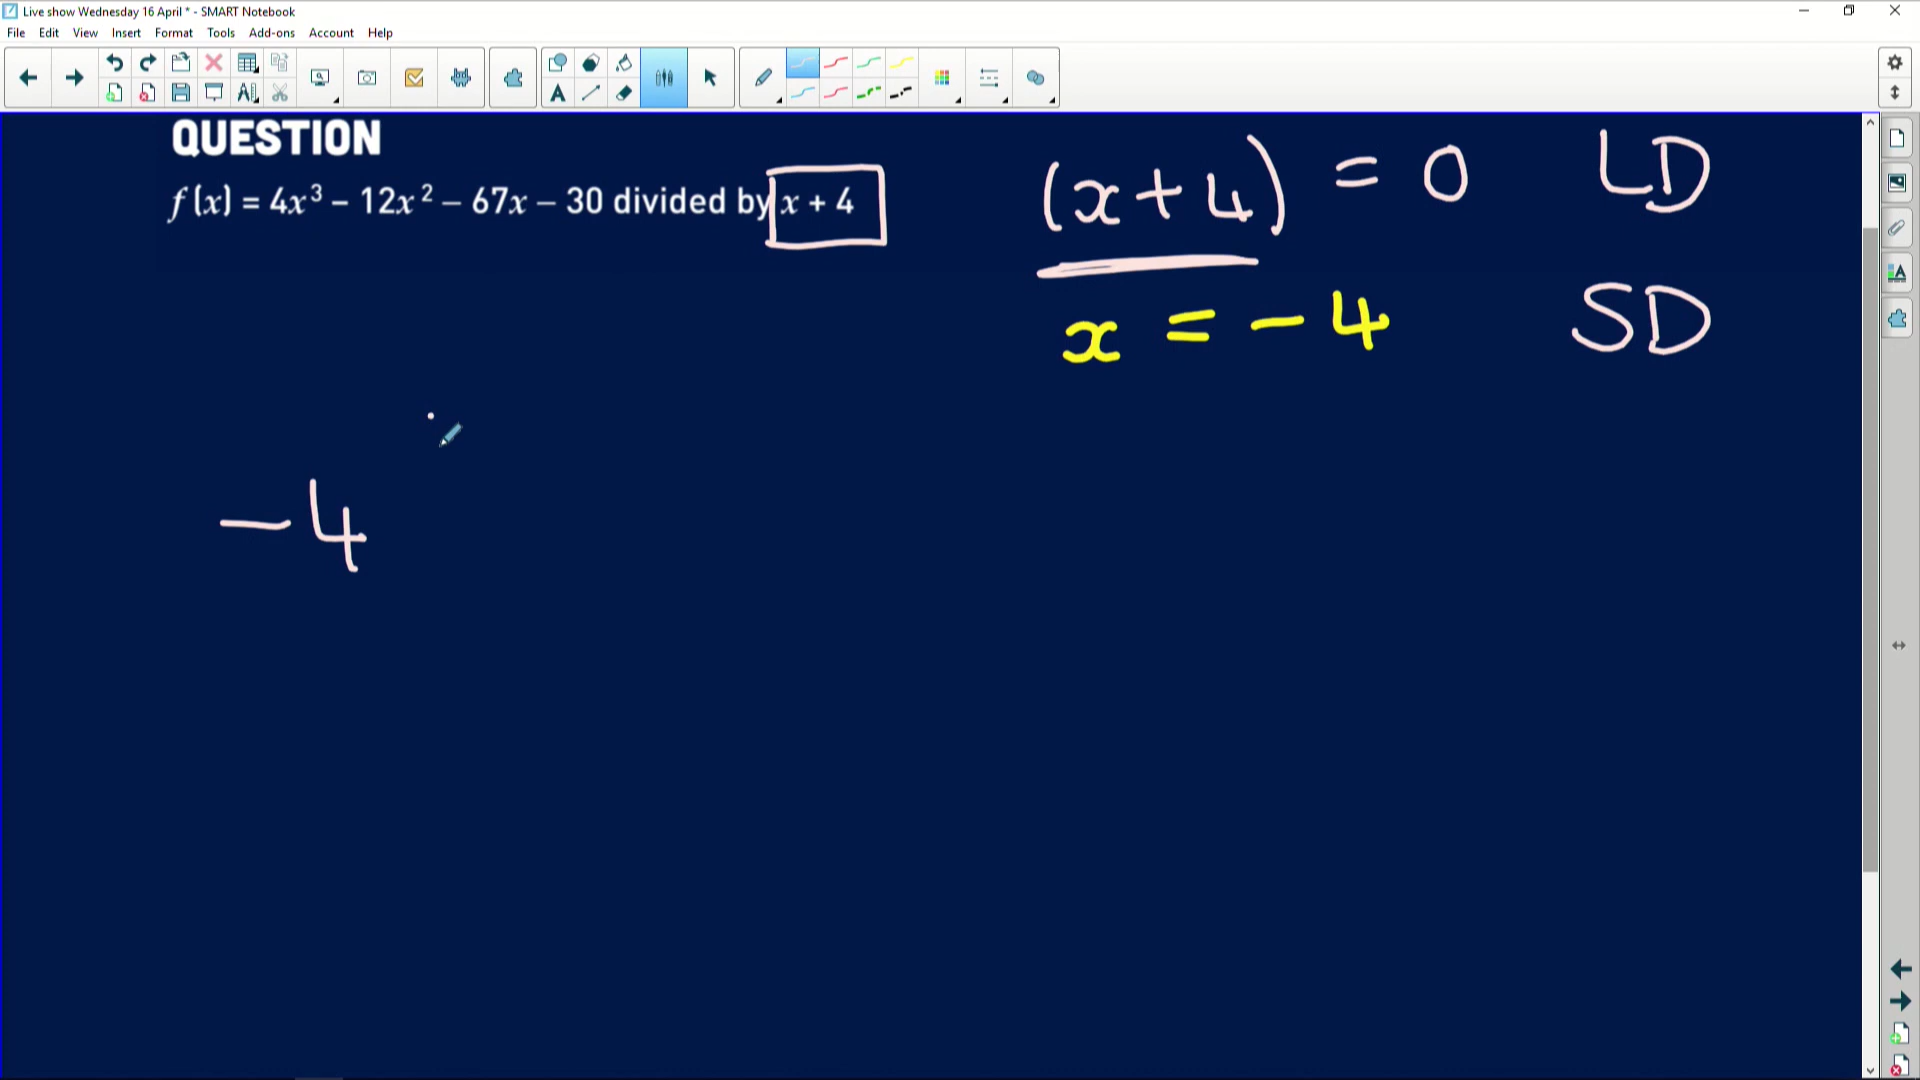 Live show Wednesday 16 April * - SMART Notebook
File Edit View Insert Format Tools Add-ons Account Help
QUESTION
f(x) = 4x³ – 12x² – 67x – 30 divided by x + 4
(x+4) = 0 LD
x = -4 SD
-4